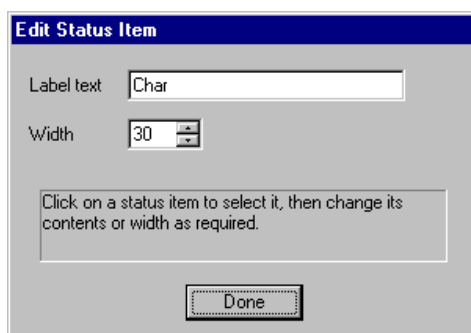 Edit Status Item
Label text Char
Width 30
Click on a status item to select it, then change its
contents or width as required.
Done